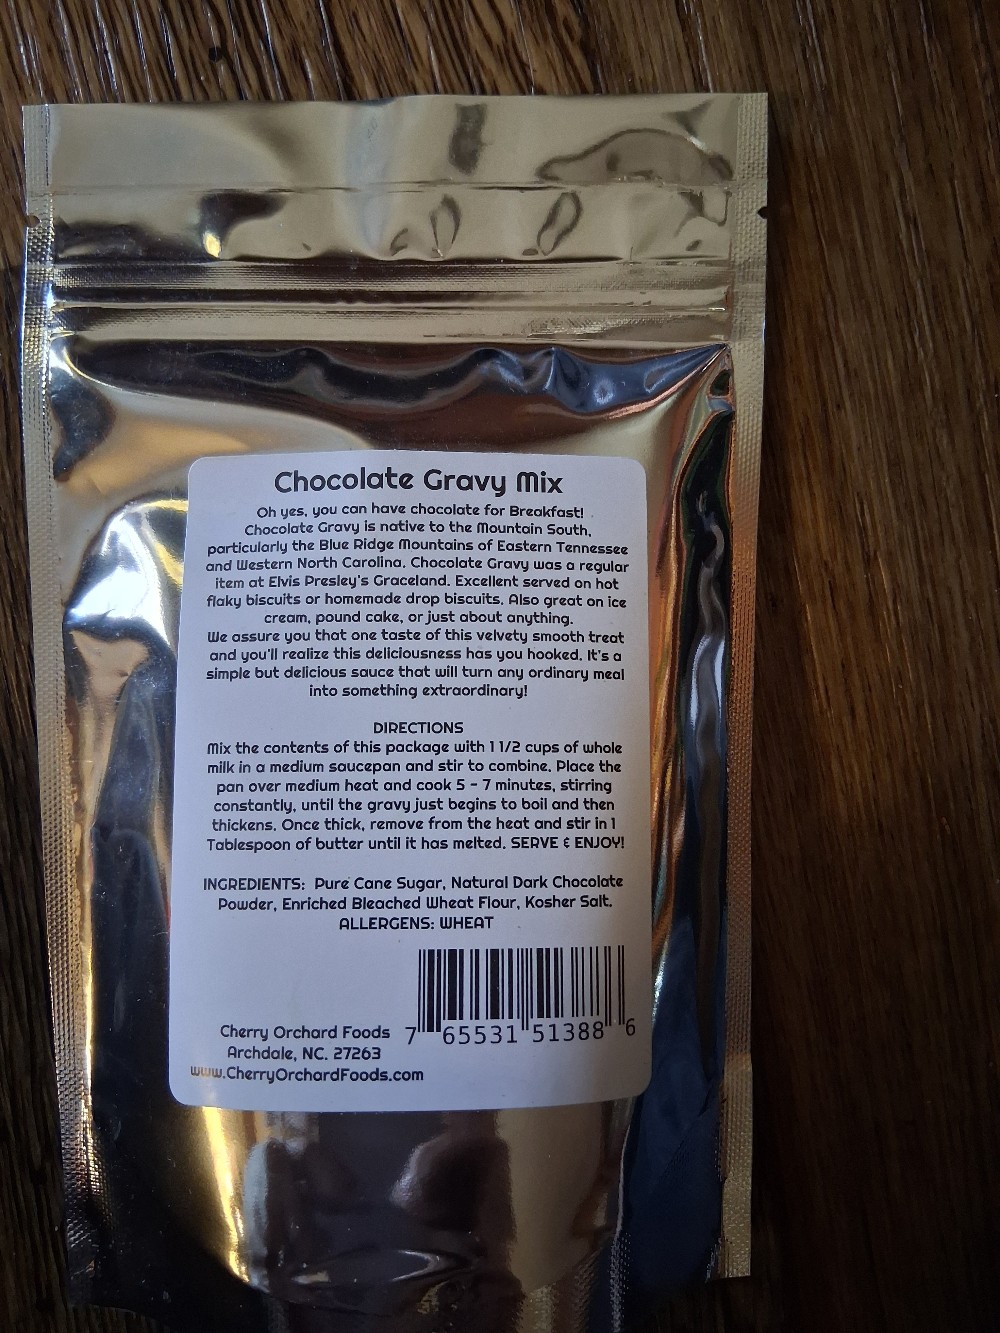 Chocolate Gravy Mix
Oh yes, you can have chocolate for Breakfast!
Chocolate Gravy is native to the Mountain South,
particularly the Blue Ridge Mountains of Eastern Tennessee
and Western North Carolina. Chocolate Gravy was a regular
item at Elvis Presley's Graceland. Excellent served on hot
flaky biscuits or homemade drop biscuits. Also great on ice
cream, pound cake, or just about anything.
We assure you that one taste of this velvety smooth treat
and you'll realize this deliciousness has you hooked. It's a
simple but delicious sauce that will turn any ordinary meal
into something extraordinary!
DIRECTIONS
Mix the contents of this package with 1 1/2 cups of whole
milk in a medium saucepan and stir to combine. Place the
pan over medium heat and cook 5 - 7 minutes, stirring
constantly, until the gravy just begins to boil and then
thickens. Once thick, remove from the heat and stir in 1
Tablespoon of butter until it has melted. SERVE & ENJOY!
INGREDIENTS: Pure Cane Sugar, Natural Dark Chocolate
Powder, Enriched Bleached Wheat Flour, Kosher Salt.
ALLERGENS: WHEAT
Cherry Orchard Foods
Archdale, NC. 27263
www.CherryOrchardFoods.com
7 65531 51388 6